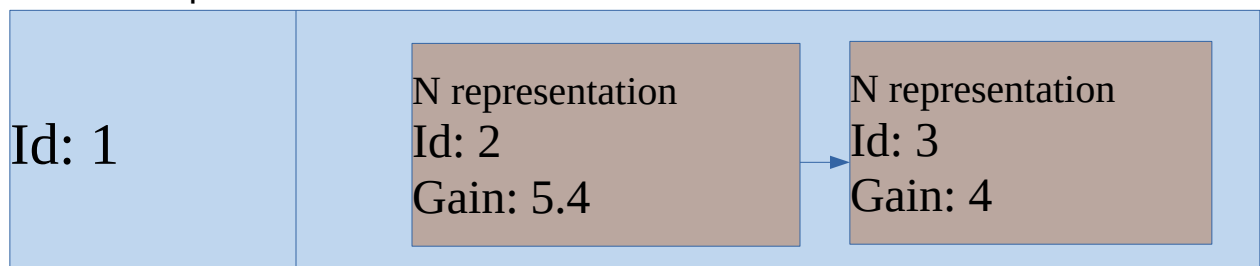 Id: 1
N representation
Id: 2
Gain: 5.4
N representation
Id: 3
Gain: 4